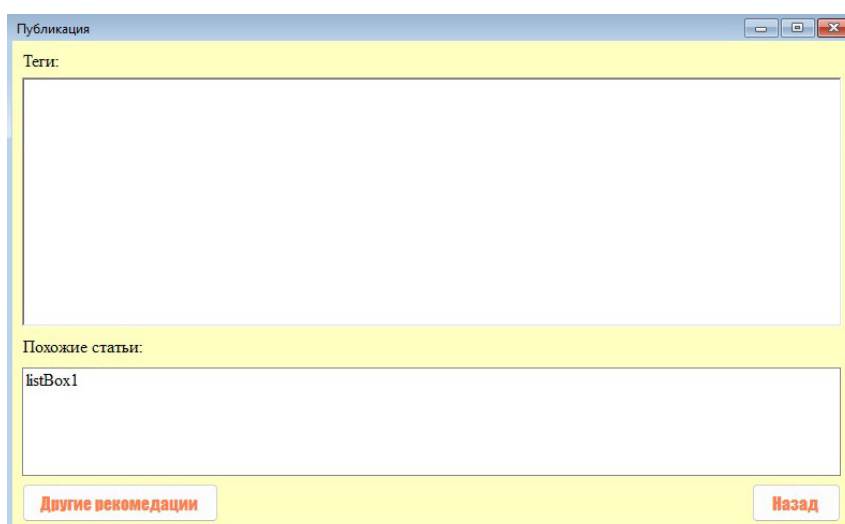 Публикация
Теги:
Похожие статьи:
listBox1
Другие рекомедации
Назад